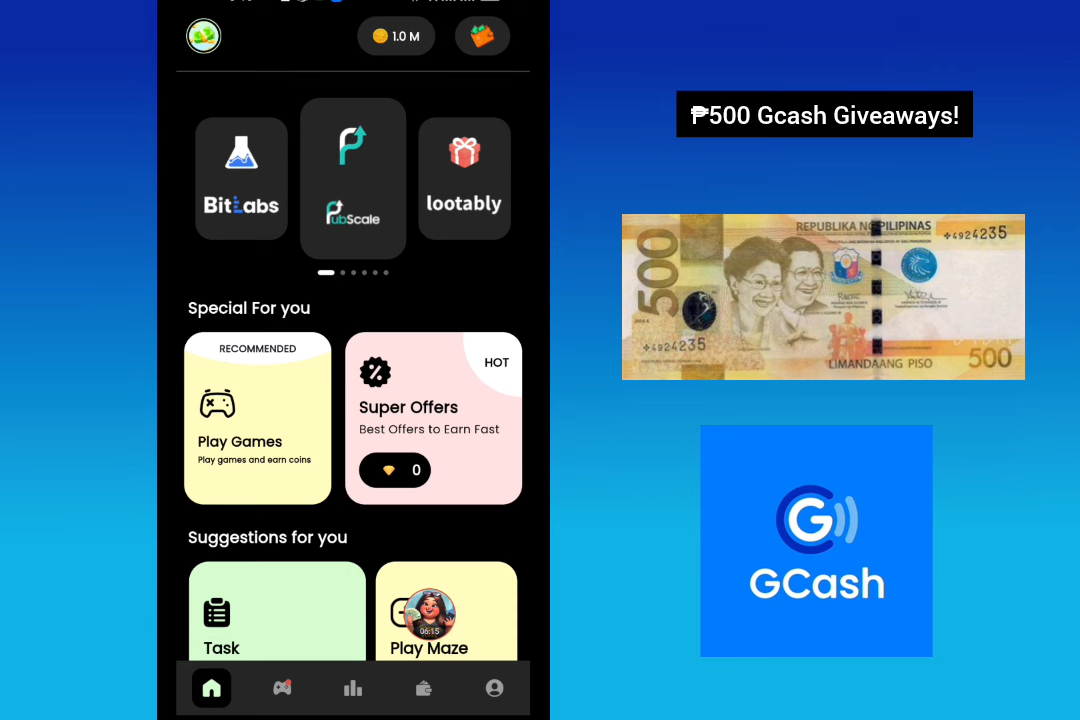 1.0 M
BitLabs
PubScale
lootably
Special For you
RECOMMENDED
Play Games
Play games and earn coins
HOT
Super Offers
Best Offers to Earn Fast
0
Suggestions for you
Task
Play Maze
06:15
₱500 Gcash Giveaways!
REPUBLIKA NG PILIPINAS
4924235
500
4924235
LIMANDAANG PISO
500
GCash